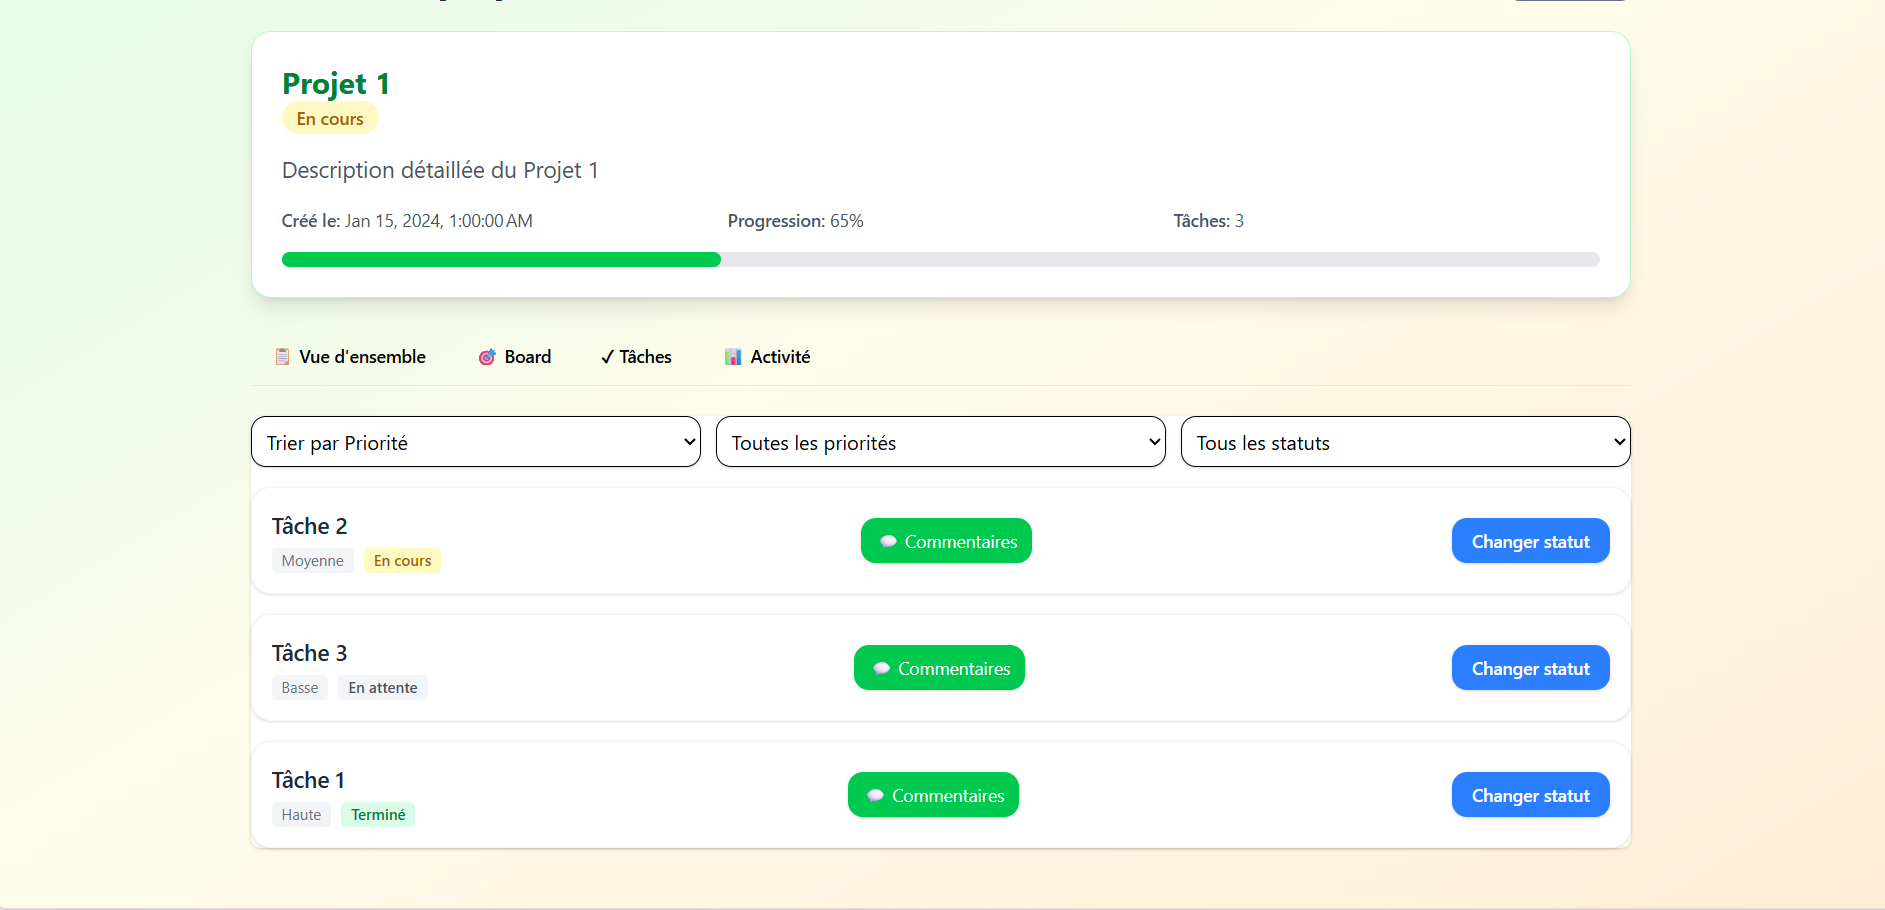 Projet 1
En cours
Description détaillée du Projet 1
Créé le: Jan 15, 2024, 1:00:00 AM
Progression: 65%
Tâches: 3
Vue d'ensemble
Board
✓ Tâches
Activité
Trier par Priorité
Toutes les priorités
Tous les statuts
Tâche 2
Moyenne
En cours
Commentaires
Changer statut
Tâche 3
Basse
En attente
Commentaires
Changer statut
Tâche 1
Haute
Terminé
Commentaires
Changer statut